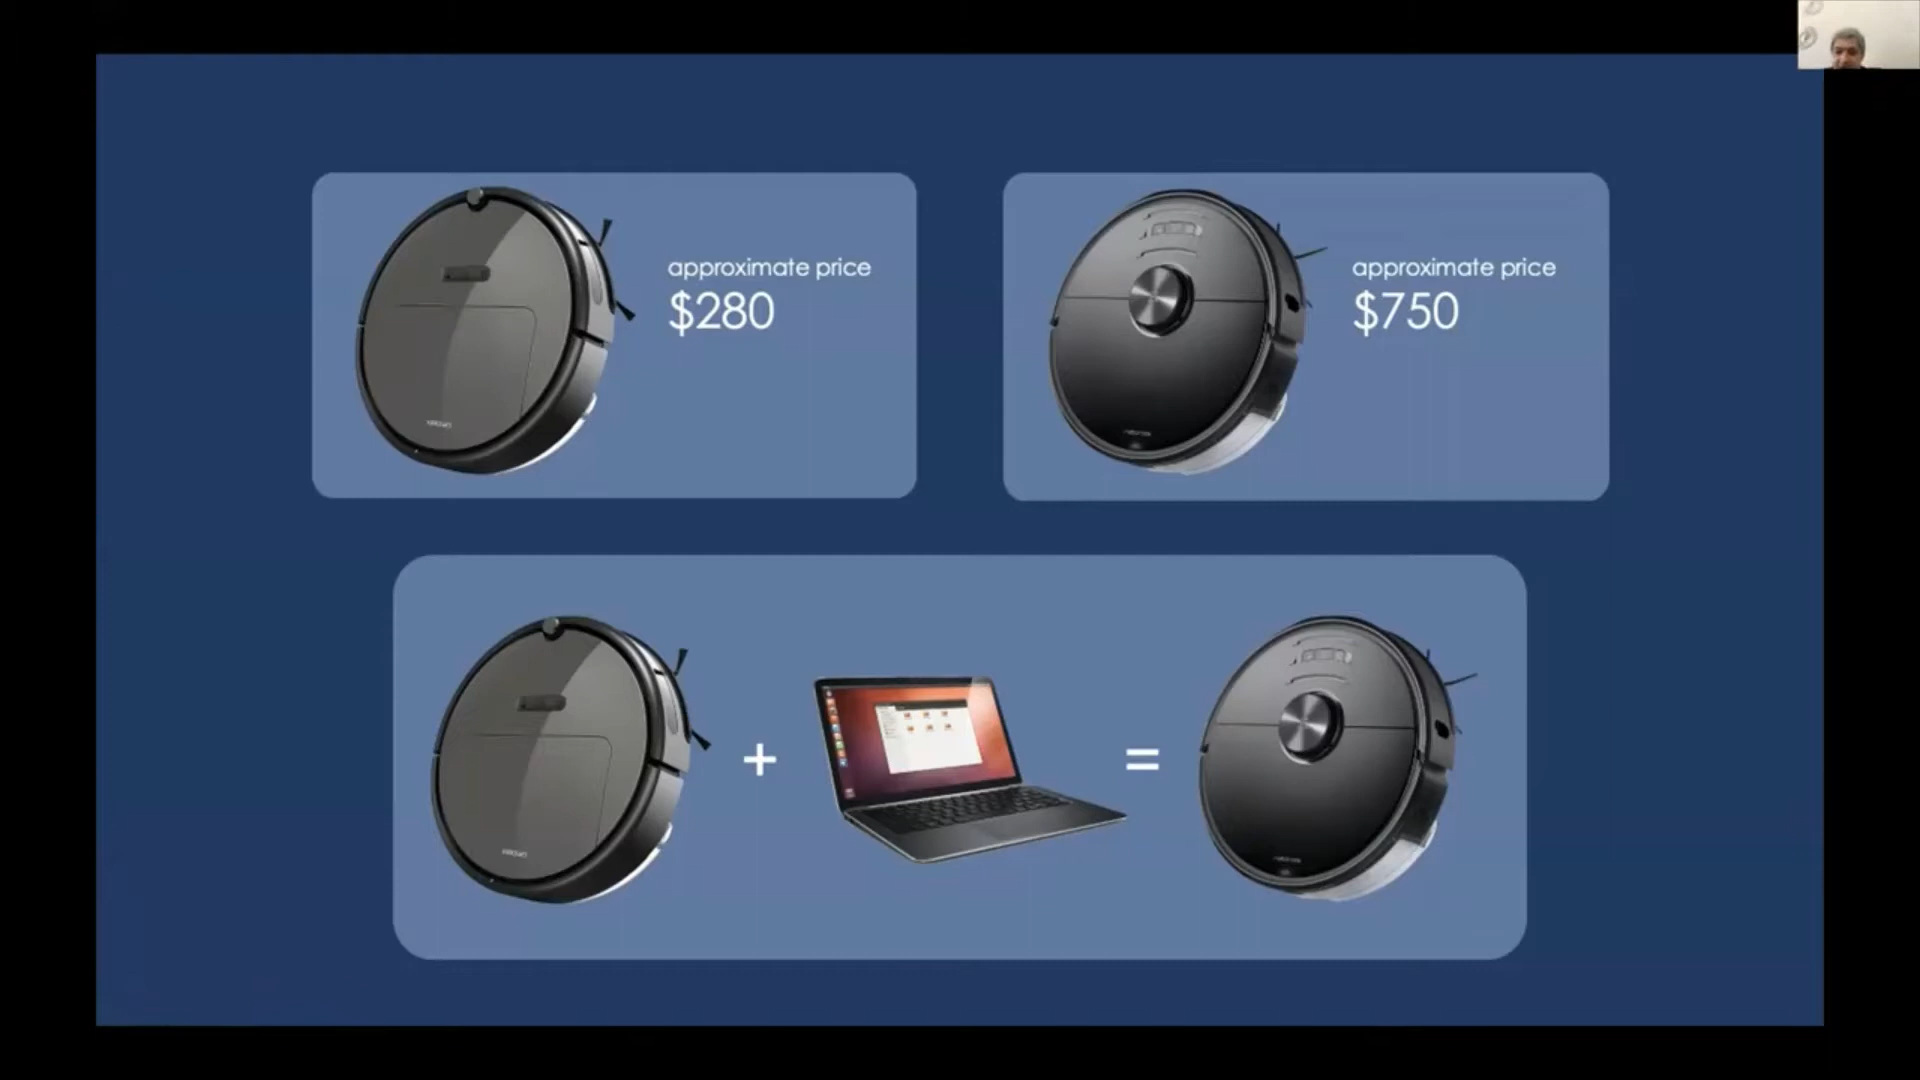 approximate price
$280
approximate price
$750
+
=